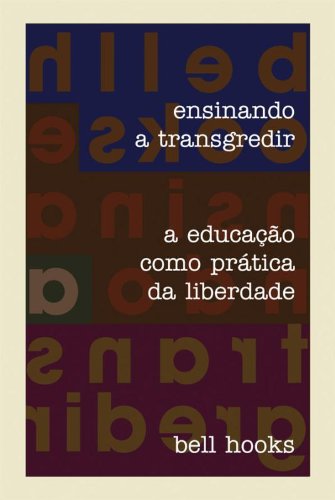 ensinando
a transgredir
a educação
como prática
da liberdade
bell hooks